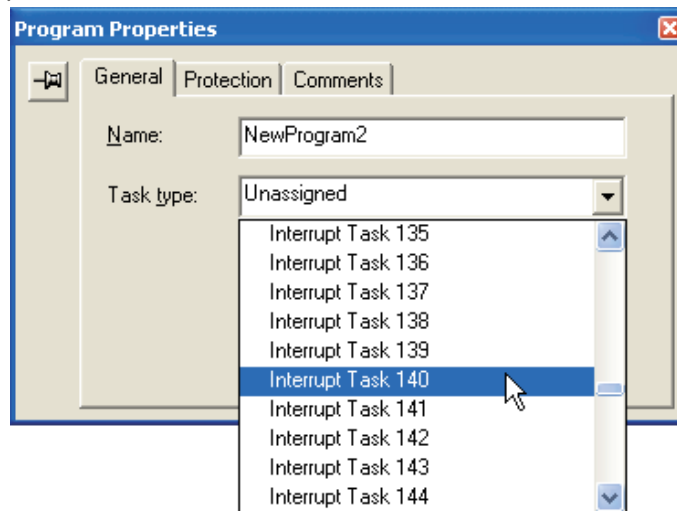 Program Properties
General Protection Comments
Name: NewProgram2
Task type: Unassigned
Interrupt Task 135
Interrupt Task 136
Interrupt Task 137
Interrupt Task 138
Interrupt Task 139
Interrupt Task 140
Interrupt Task 141
Interrupt Task 142
Interrupt Task 143
Interrupt Task 144